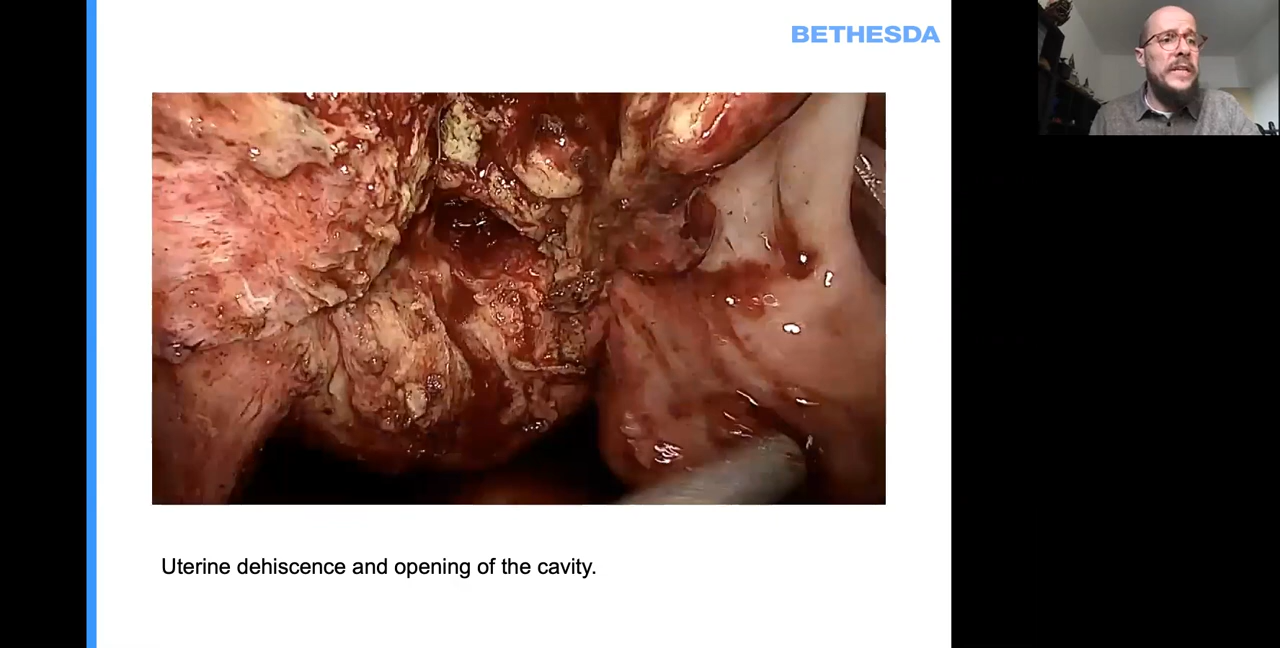 BETHESDA
Uterine dehiscence and opening of the cavity.